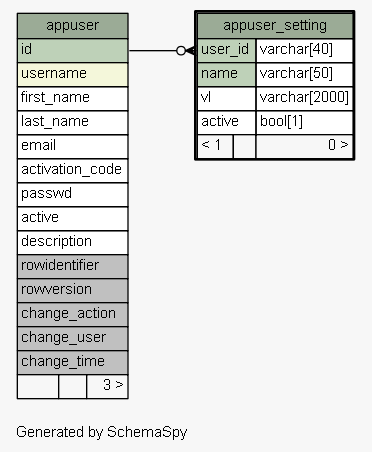 appuser
id
username
first_name
last_name
email
activation_code
passwd
active
description
rowidentifier
rowversion
change_action
change_user
change_time
3 >
appuser_setting
user_id varchar[40]
name varchar[50]
vl varchar[2000]
active bool[1]
< 1 0 >
Generated by SchemaSpy